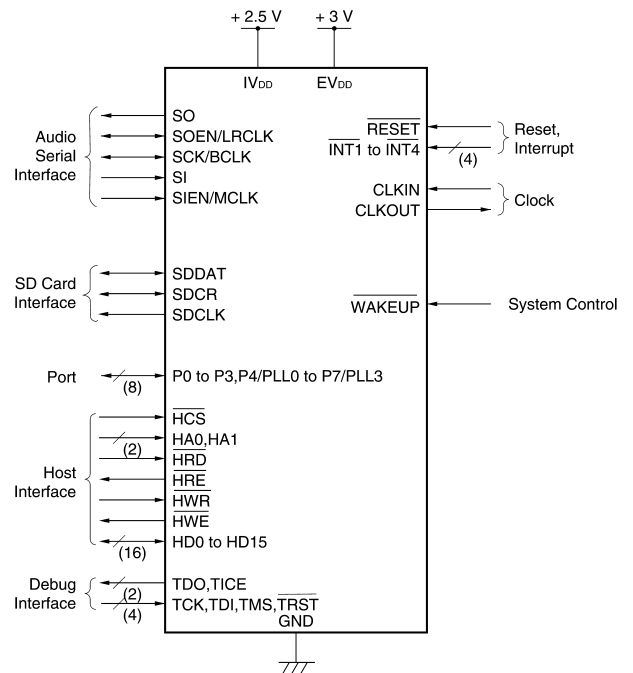 + 2.5 V
+ 3 V
IVDD
EVDD
Audio
Serial
Interface
SO
SOEN/LRCLK
SCK/BCLK
SI
SIEN/MCLK
RESET
INT1 to INT4
(4)
Reset,
Interrupt
CLKIN
CLKOUT
Clock
SD Card
Interface
SDDAT
SDCR
SDCLK
WAKEUP
System Control
Port
(8)
P0 to P3,P4/PLL0 to P7/PLL3
Host
Interface
HCS
(2)
HA0,HA1
HRD
HRE
HWR
HWE
(16)
HD0 to HD15
Debug
Interface
(2)
TDO,TICE
(4)
TCK,TDI,TMS,TRST
GND